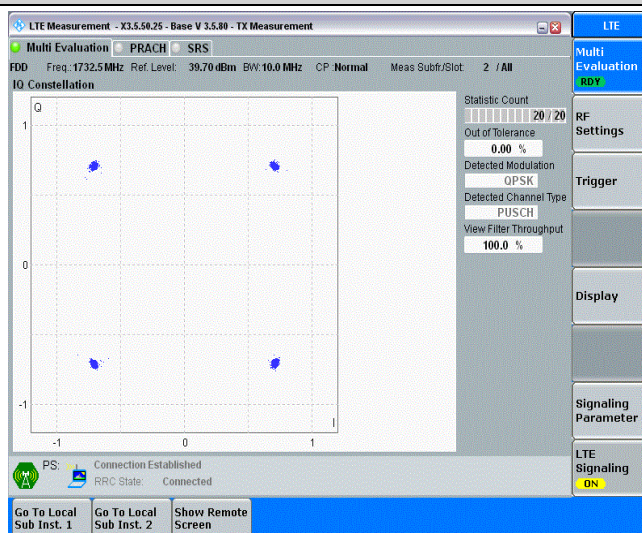 LTE Measurement - X3.5.50.25 - Base V 3.5.80 - TX Measurement
LTE
Multi Evaluation PRACH SRS
FDD Freq.:1732.5 MHz Ref. Level: 39.70 dBm BW:10.0 MHz CP :Normal Meas Subfr./Slot: 2 / All
IQ Constellation
Q
1
0
-1
-1 0 1
I
Statistic Count
20 / 20
Out of Tolerance
0.00 %
Detected Modulation
QPSK
Detected Channel Type
PUSCH
View Filter Throughput
100.0 %
Multi
Evaluation
RDY
RF
Settings
Trigger
Display
Signaling
Parameter
LTE
Signaling
ON
PS: Connection Established
RRC State: Connected
Go To Local
Sub Inst. 1
Go To Local
Sub Inst. 2
Show Remote
Screen